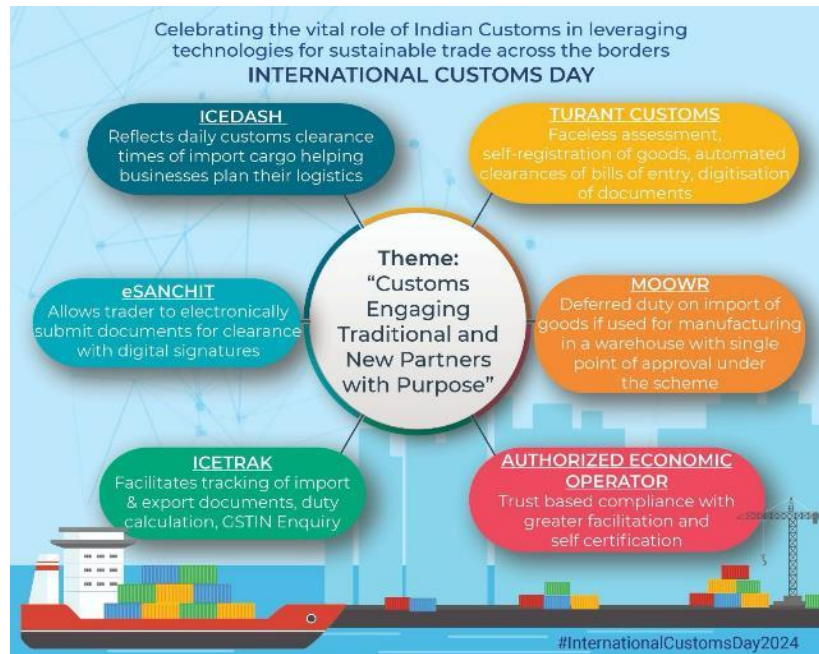 Celebrating the vital role of Indian Customs in leveraging
technologies for sustainable trade across the borders
INTERNATIONAL CUSTOMS DAY
ICEDASH
Reflects daily customs clearance
times of import cargo helping
businesses plan their logistics
TURANT CUSTOMS
Faceless assessment,
self-registration of goods, automated
clearances of bills of entry, digitisation
of documents
Theme:
“Customs
Engaging
Traditional and
New Partners
with Purpose”
eSANCHIT
Allows trader to electronically
submit documents for clearance
with digital signatures
MOOWR
Deferred duty on import of
goods if used for manufacturing
in a warehouse with single
point of approval under
the scheme
ICETRAK
Facilitates tracking of import
& export documents, duty
calculation, GSTIN Enquiry
AUTHORIZED ECONOMIC
OPERATOR
Trust based compliance with
greater facilitation and
self certification
#InternationalCustomsDay2024